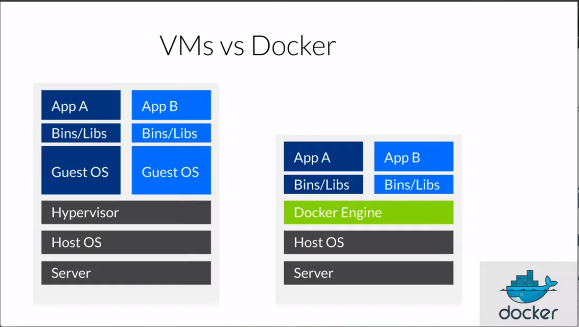 VMs vs Docker
App A
App B
Bins/Libs
Bins/Libs
Guest OS
Guest OS
Hypervisor
Host OS
Server
App A
App B
Bins/Libs
Bins/Libs
Docker Engine
Host OS
Server
docker